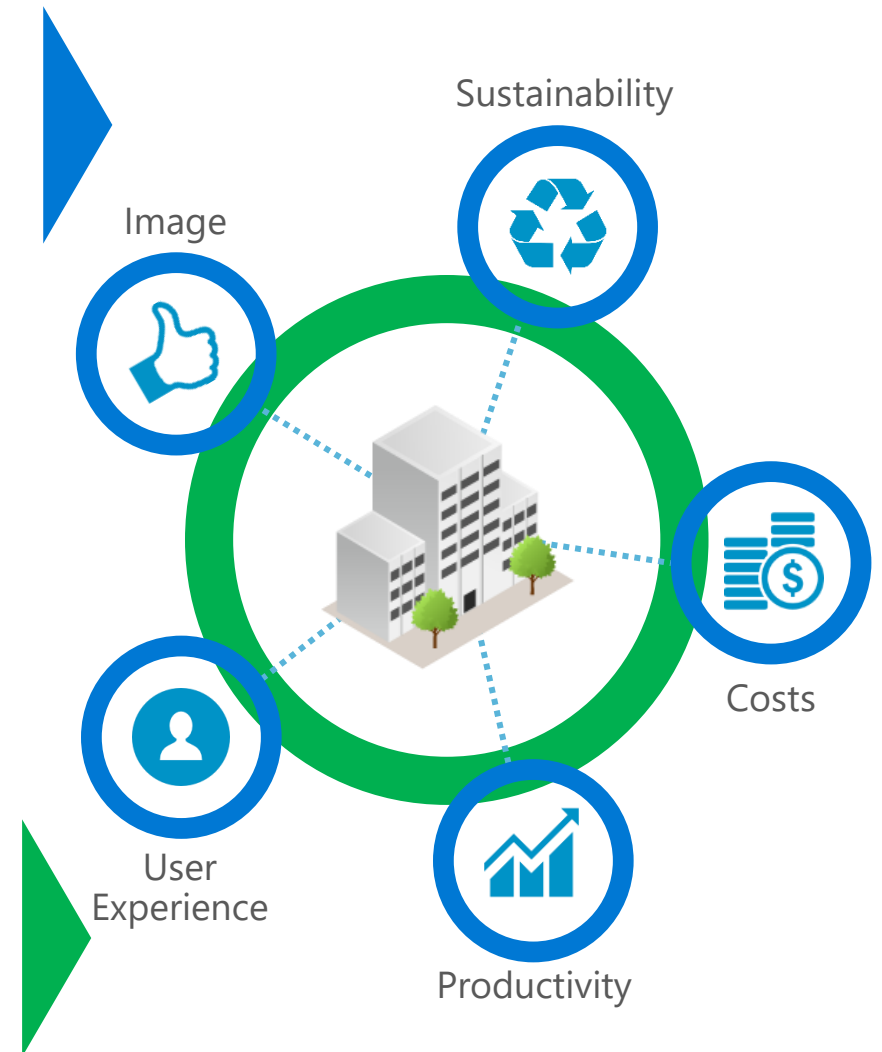 Sustainability
Image
$
Costs
User
Experience
Productivity